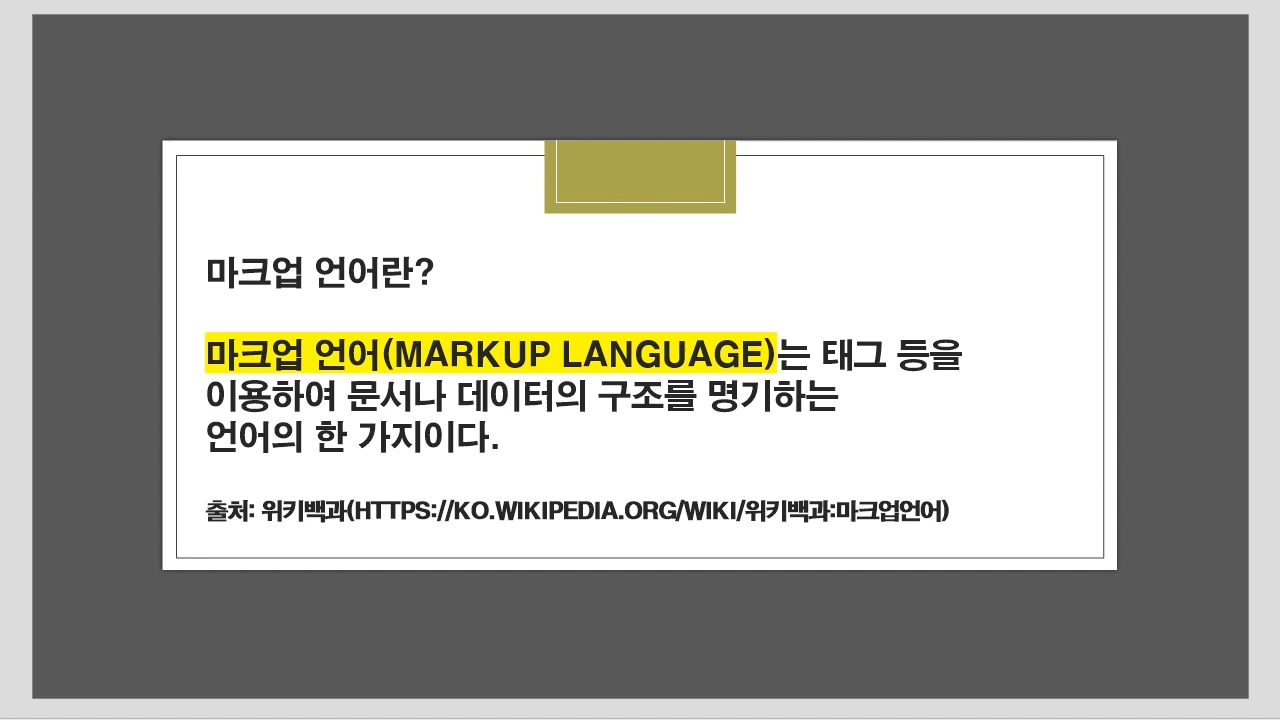 마크업 언어란?
마크업 언어(MARKUP LANGUAGE)는 태그 등을
이용하여 문서나 데이터의 구조를 명기하는
언어의 한 가지이다.
출처: 위키백과(HTTPS://KO.WIKIPEDIA.ORG/WIKI/위키백과:마크업언어)